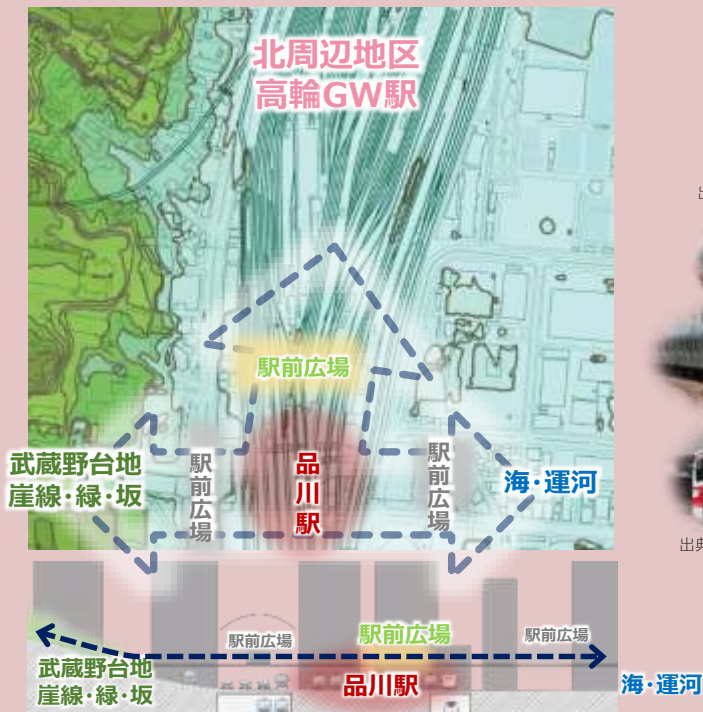 北周辺地区
高輪GW駅
出
駅前広場
武蔵野台地
崖線・緑・坂
駅前広場
品川駅
駅前広場
海・運河
出典
駅前広場
駅前広場
駅前広場
武蔵野台地
崖線・緑・坂
品川駅
海・運河